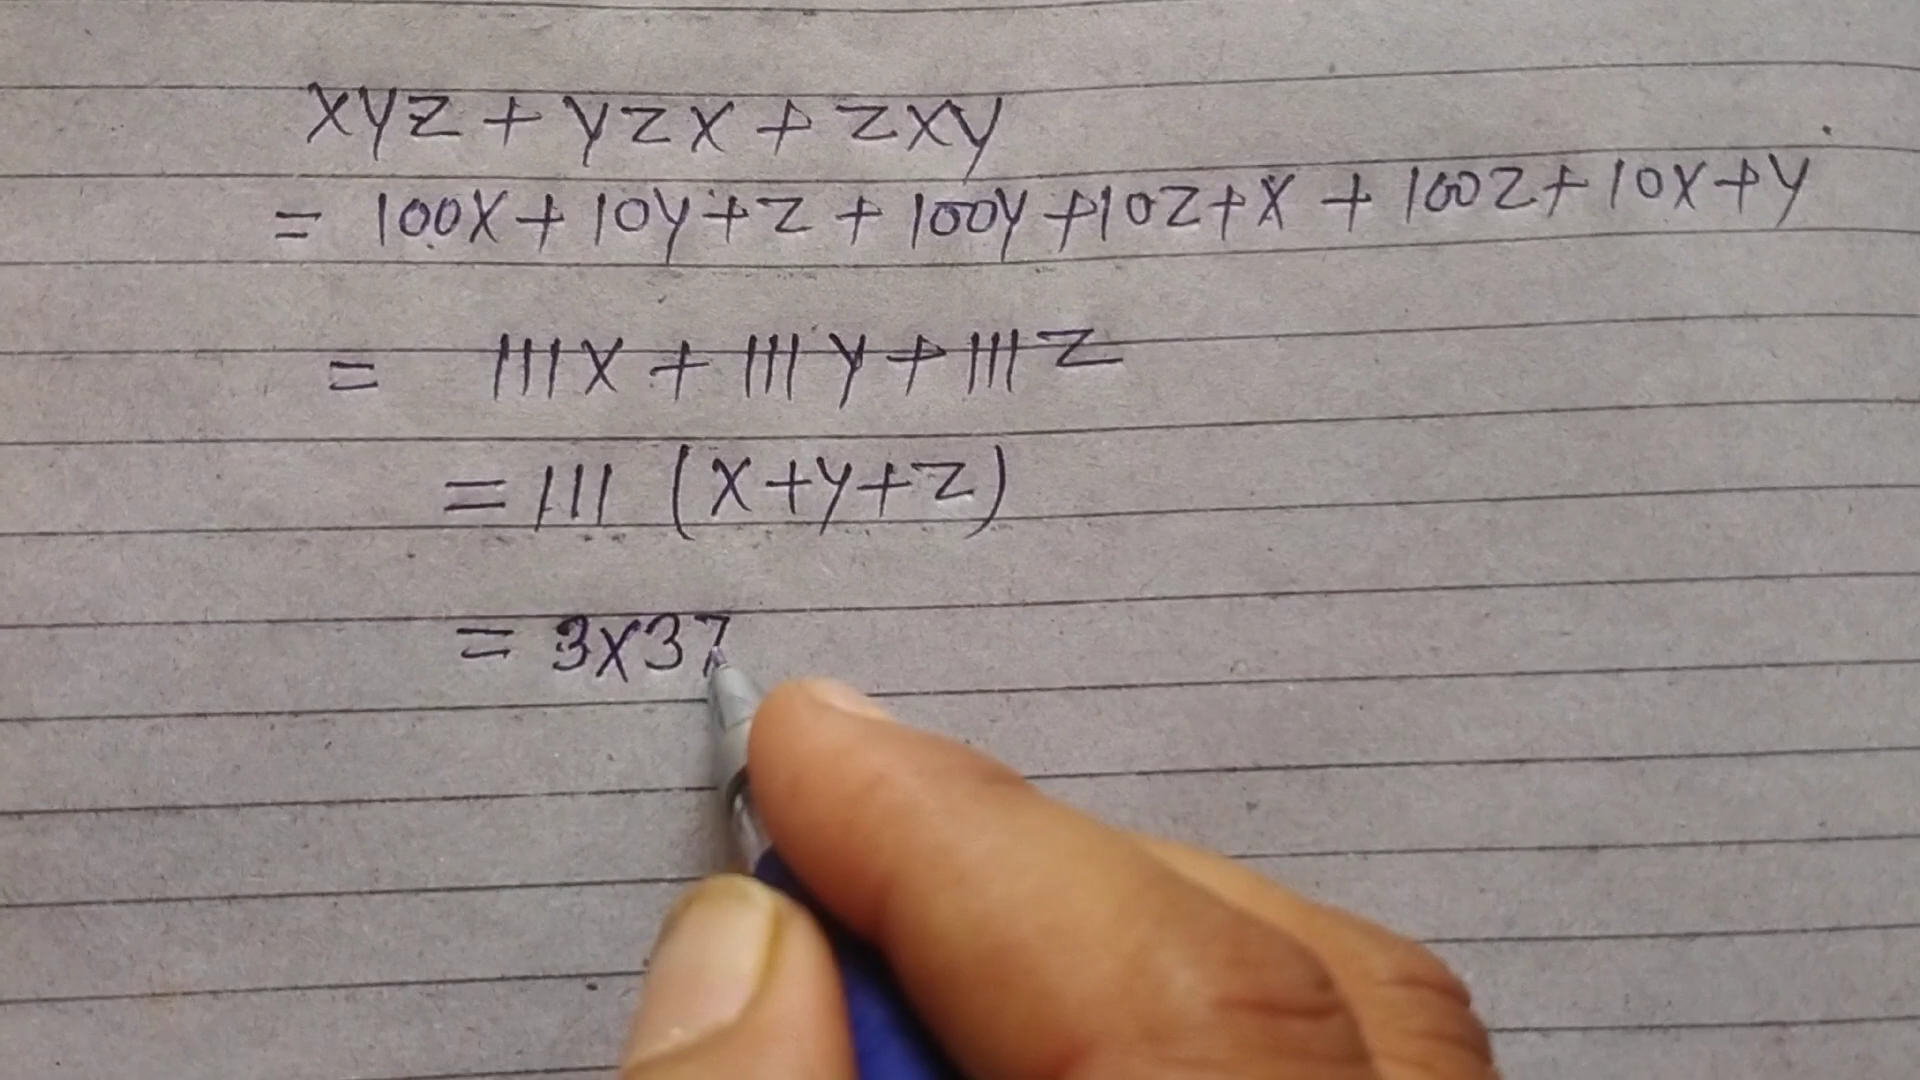 xyz + yzx + zxy
= 100x + 10y + z + 100y + 10z + x + 100z + 10x + y
= 111x + 111y + 111z
= 111 (x+y+z)
= 3x37